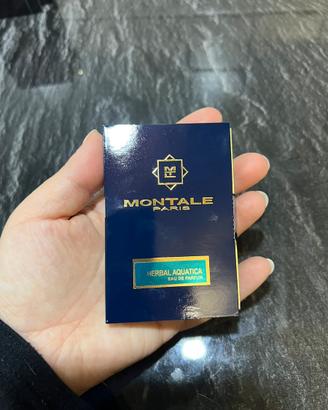 MONTALE
PARIS
HERBAL AQUATICA
EAU DE PARFUM